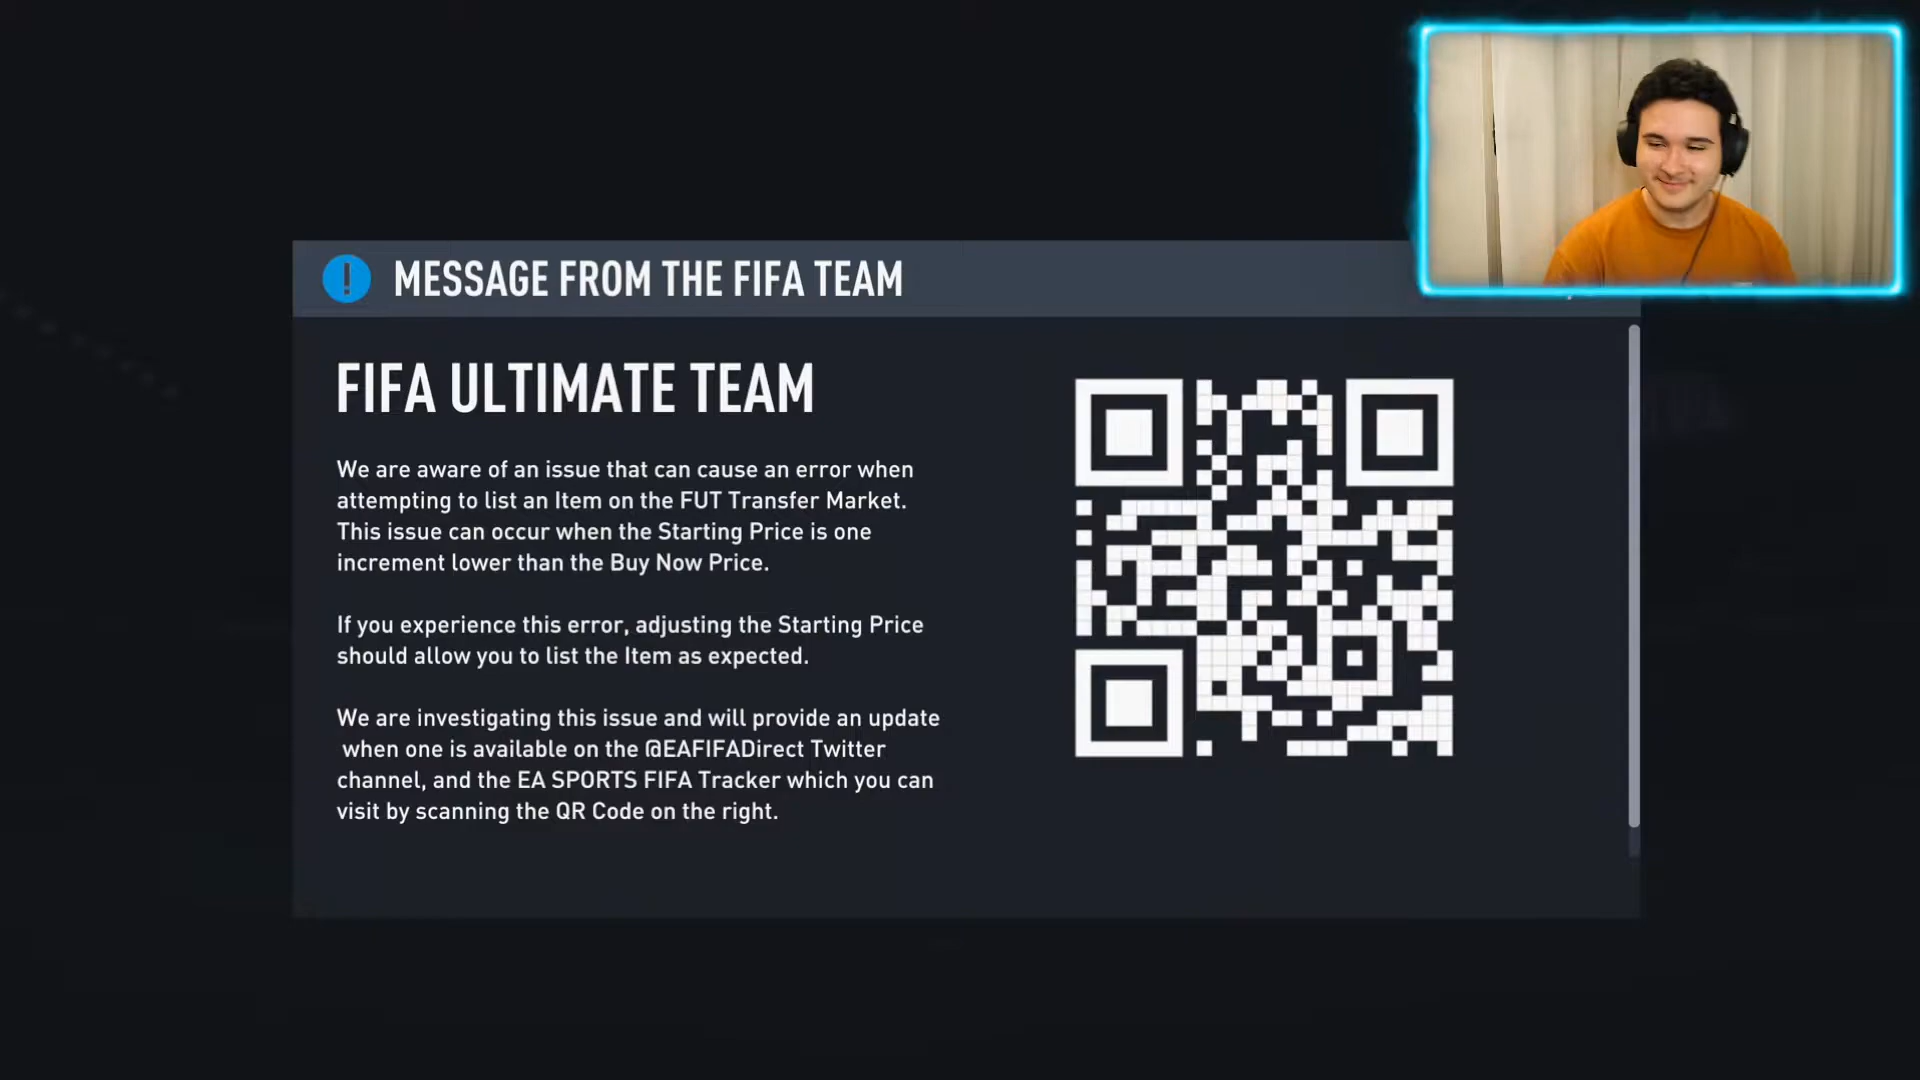 MESSAGE FROM THE FIFA TEAM
FIFA ULTIMATE TEAM
We are aware of an issue that can cause an error when
attempting to list an Item on the FUT Transfer Market.
This issue can occur when the Starting Price is one
increment lower than the Buy Now Price.
If you experience this error, adjusting the Starting Price
should allow you to list the Item as expected.
We are investigating this issue and will provide an update
when one is available on the @EAFIFADirect Twitter
channel, and the EA SPORTS FIFA Tracker which you can
visit by scanning the QR Code on the right.